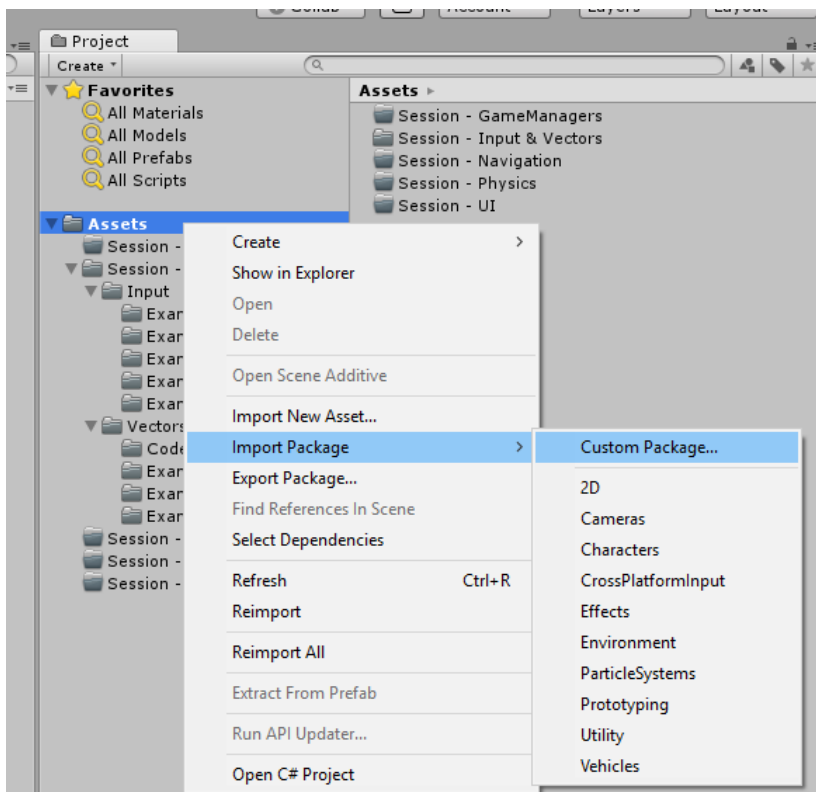 Project
Create
Favorites
All Materials
All Models
All Prefabs
All Scripts
Assets
Session -
Session -
Input
Exar
Exar
Exar
Exar
Exar
Vectors
Code
Exar
Exar
Exar
Session -
Session -
Session -
Assets
Session - GameManagers
Session - Input & Vectors
Session - Navigation
Session - Physics
Session - UI
Create
Show in Explorer
Open
Delete
Open Scene Additive
Import New Asset...
Import Package
Export Package...
Find References In Scene
Select Dependencies
Refresh Ctrl+R
Reimport
Reimport All
Extract From Prefab
Run API Updater...
Open C# Project
Custom Package...
2D
Cameras
Characters
CrossPlatformInput
Effects
Environment
ParticleSystems
Prototyping
Utility
Vehicles